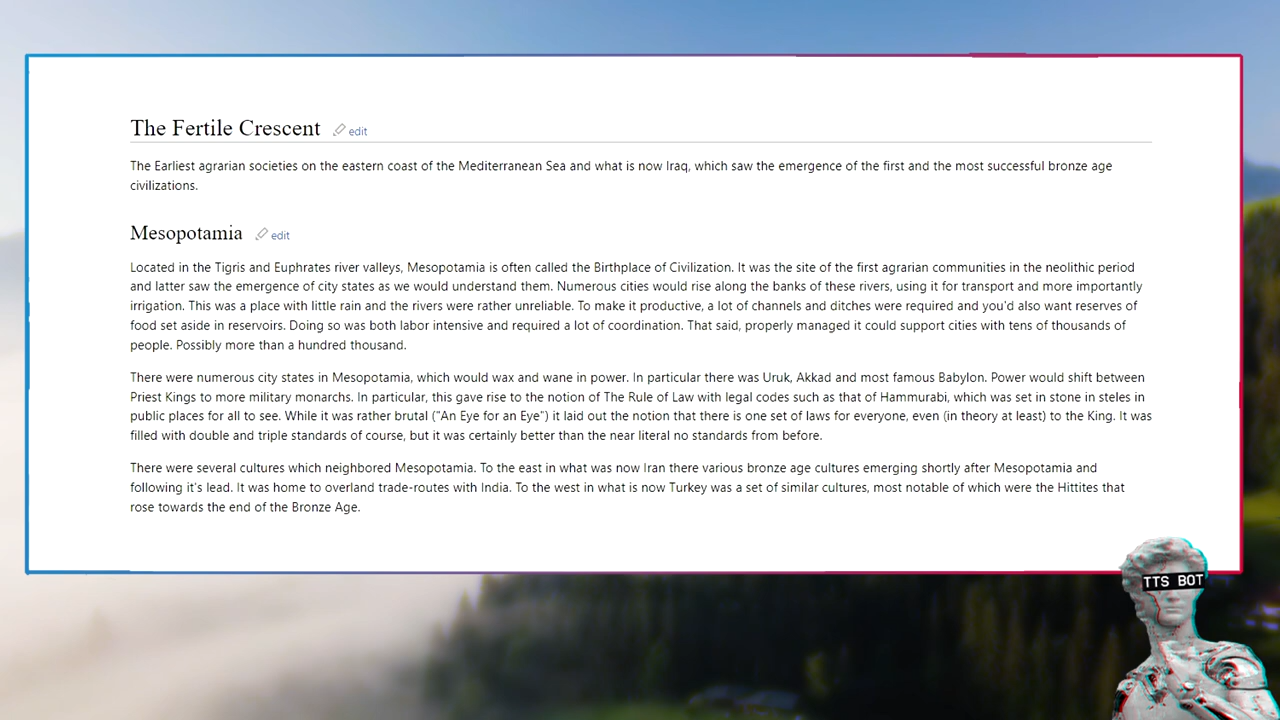 The Fertile Crescent edit
The Earliest agrarian societies on the eastern coast of the Mediterranean Sea and what is now Iraq, which saw the emergence of the first and the most successful bronze age
civilizations.
Mesopotamia edit
Located in the Tigris and Euphrates river valleys, Mesopotamia is often called the Birthplace of Civilization. It was the site of the first agrarian communities in the neolithic period
and latter saw the emergence of city states as we would understand them. Numerous cities would rise along the banks of these rivers, using it for transport and more importantly
irrigation. This was a place with little rain and the rivers were rather unreliable. To make it productive, a lot of channels and ditches were required and you'd also want reserves of
food set aside in reservoirs. Doing so was both labor intensive and required a lot of coordination. That said, properly managed it could support cities with tens of thousands of
people. Possibly more than a hundred thousand.
There were numerous city states in Mesopotamia, which would wax and wane in power. In particular there was Uruk, Akkad and most famous Babylon. Power would shift between
Priest Kings to more military monarchs. In particular, this gave rise to the notion of The Rule of Law with legal codes such as that of Hammurabi, which was set in stone in steles in
public places for all to see. While it was rather brutal ("An Eye for an Eye") it laid out the notion that there is one set of laws for everyone, even (in theory at least) to the King. It was
filled with double and triple standards of course, but it was certainly better than the near literal no standards from before.
There were several cultures which neighbored Mesopotamia. To the east in what was now Iran there various bronze age cultures emerging shortly after Mesopotamia and
following it's lead. It was home to overland trade-routes with India. To the west in what is now Turkey was a set of similar cultures, most notable of which were the Hittites that
rose towards the end of the Bronze Age.
TTS BOT